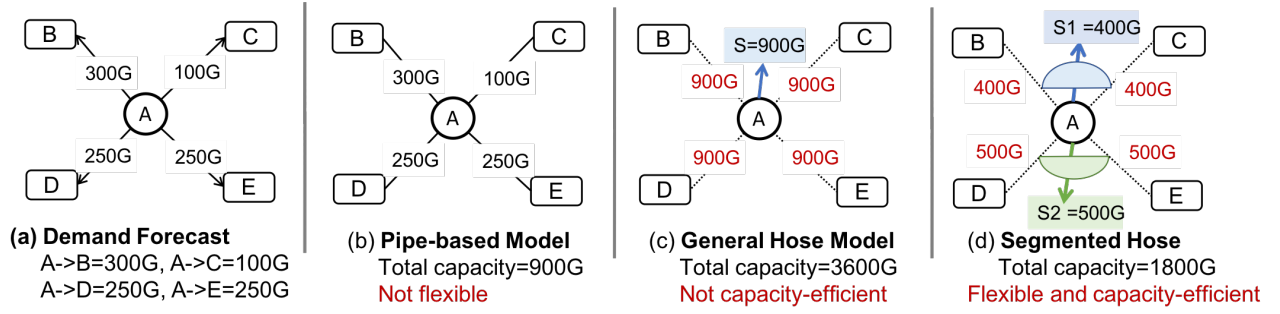 B
C
300G
100G
A
250G
250G
D
E
(a) Demand Forecast
A->B=300G, A->C=100G
A->D=250G, A->E=250G
B
C
300G
100G
A
250G
250G
D
E
(b) Pipe-based Model
Total capacity=900G
Not flexible
B
C
S=900G
900G
900G
A
900G
900G
D
E
(c) General Hose Model
Total capacity=3600G
Not capacity-efficient
S1 =400G
B
C
400G
400G
A
500G
500G
D
E
S2 =500G
(d) Segmented Hose
Total capacity=1800G
Flexible and capacity-efficient